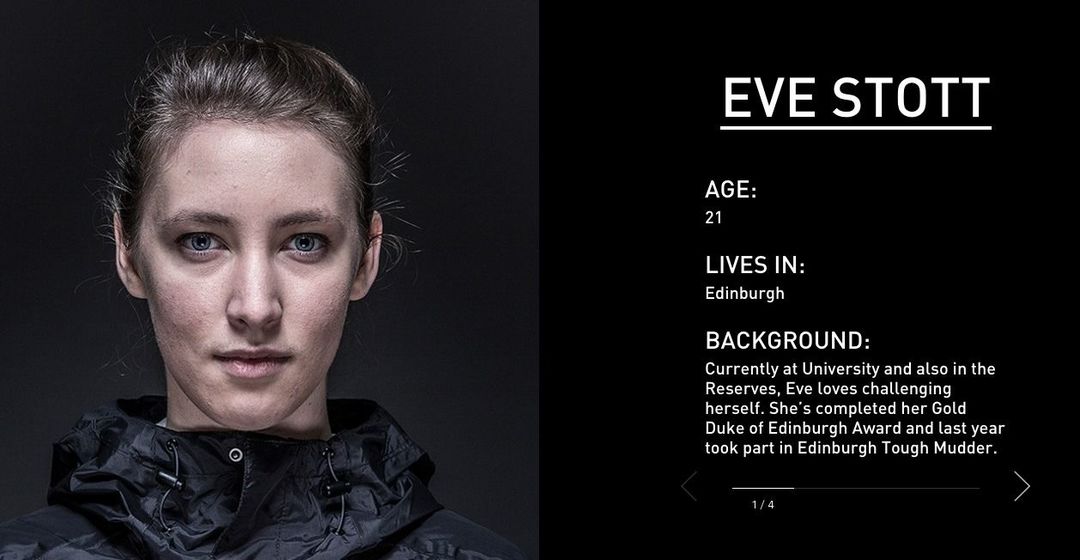 EVE STOTT
AGE:
21
LIVES IN:
Edinburgh
BACKGROUND:
Currently at University and also in the
Reserves, Eve loves challenging
herself. She's completed her Gold
Duke of Edinburgh Award and last year
took part in Edinburgh Tough Mudder.
1 / 4